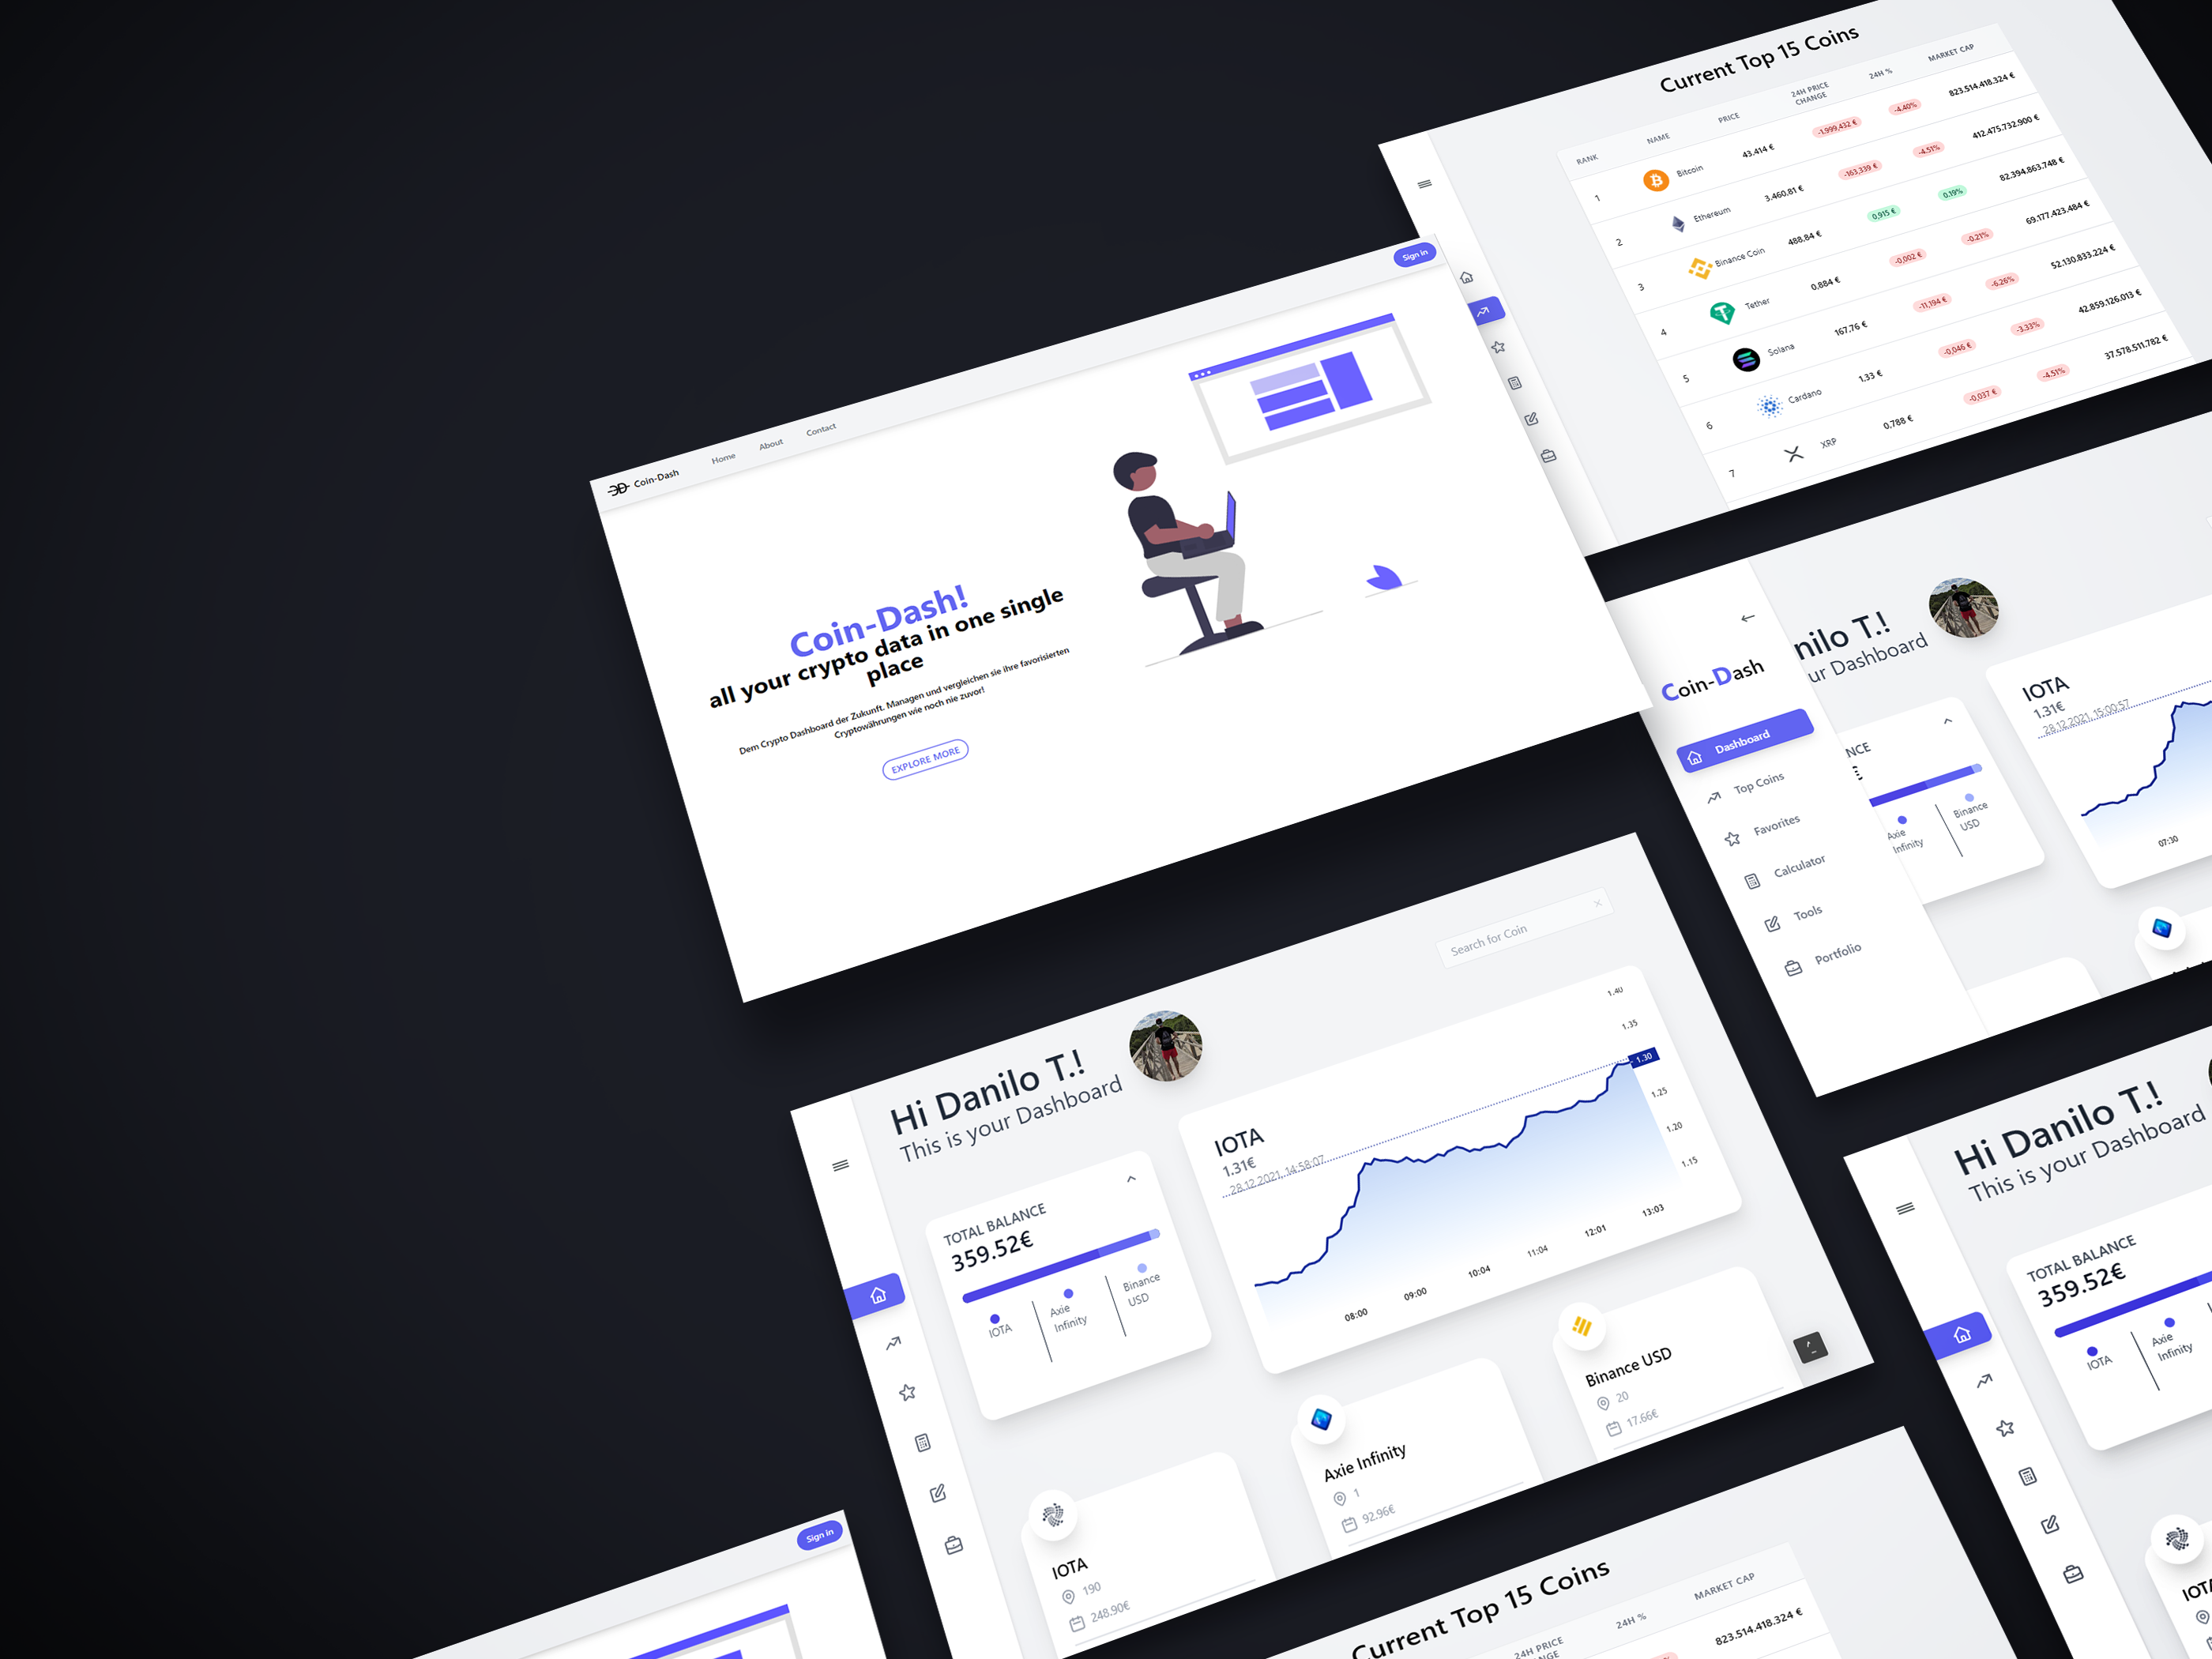 Current Top 15 Coins
RANK NAME PRICE 24H PRICE CHANGE 24H % MARKET CAP
1 Bitcoin 43.414 € -1.999,432 € -4.40% 823.514.418.324 €
2 Ethereum 3.460,81 € -163,339 € -4.51% 412.475.732.900 €
3 Binance Coin 488,84 € 0,915 € 0.19% 82.394.863.748 €
4 Tether 0,884 € -0,002 € -0.21% 69.177.423.484 €
5 Solana 167,76 € -11,194 € -6.26% 52.130.833.224 €
6 Cardano 1,33 € -0,046 € -3.33% 42.859.126.013 €
7 XRP 0,788 € -0,037 € -4.51% 37.578.511.782 €
Coin-Dash Home About Contact Sign in
Coin-Dash!
all your crypto data in one single
place
Dem Crypto Dashboard der Zukunft. Managen und vergleichen sie ihre favorisierten
Cryptowährungen wie noch nie zuvor!
EXPLORE MORE
Coin-Dash
Dashboard
Top Coins
Favorites
Calculator
Tools
Portfolio
nilo T.!
ur Dashboard
NCE
Axie
Infinity
Binance
USD
IOTA
1.31€
28.12.2021, 15:00:57
07:30
Search for Coin
Hi Danilo T.!
This is your Dashboard
TOTAL BALANCE
359.52€
IOTA
Axie
Infinity
Binance
USD
IOTA
1.31€
28.12.2021, 14:58:07
1.40
1.35
1.30
1.25
1.20
1.15
08:00 09:00 10:04 11:04 12:01 13:03
IOTA
190
248.90€
Axie Infinity
1
92.96€
Binance USD
20
17.66€
Hi Danilo T.!
This is your Dashboard
TOTAL BALANCE
359.52€
IOTA
Axie
Infinity
IOTA
Sign in
Current Top 15 Coins
24H PRICE
NGE
24H %
MARKET CAP
823.514.418.324 €